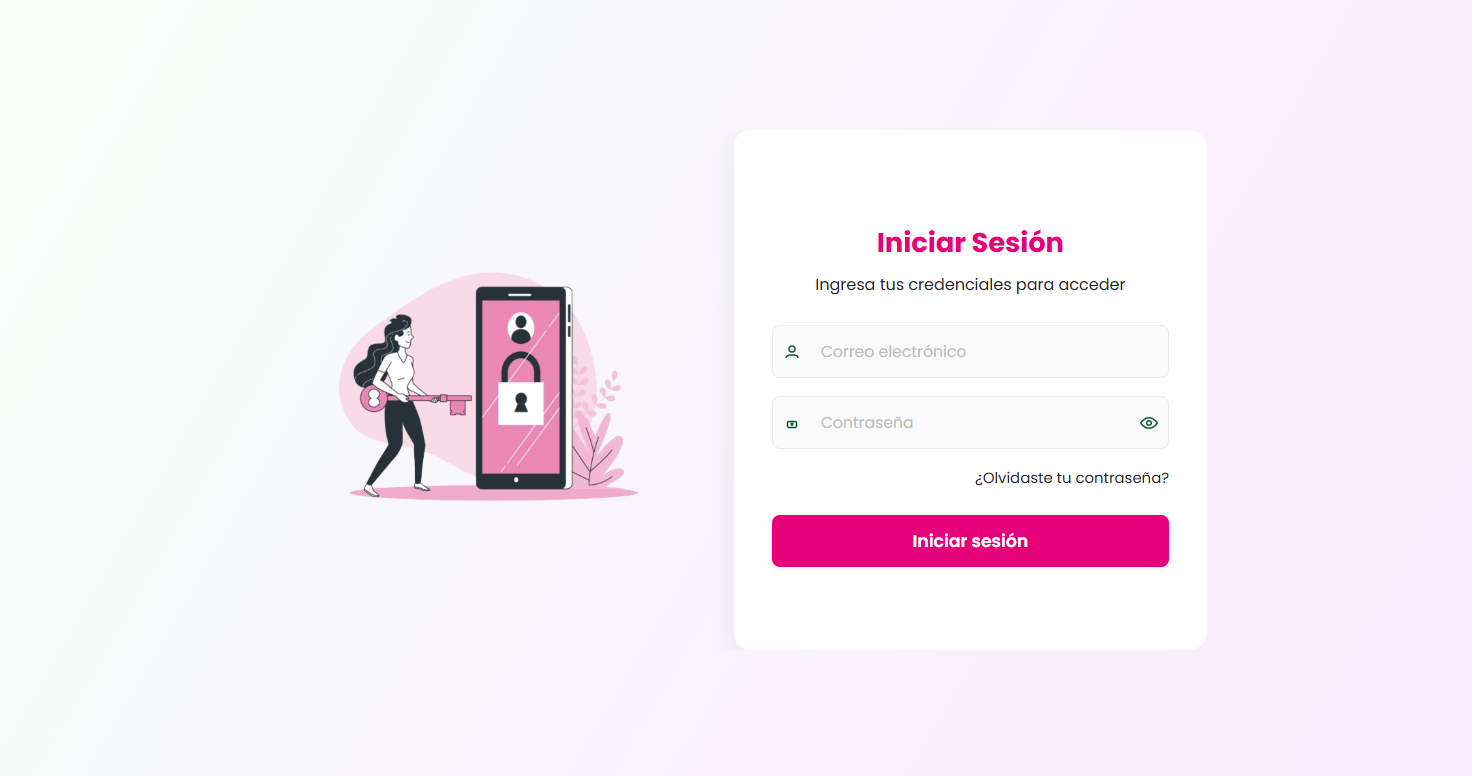 Iniciar Sesión
Ingresa tus credenciales para acceder
Correo electrónico
Contraseña
¿Olvidaste tu contraseña?
Iniciar sesión